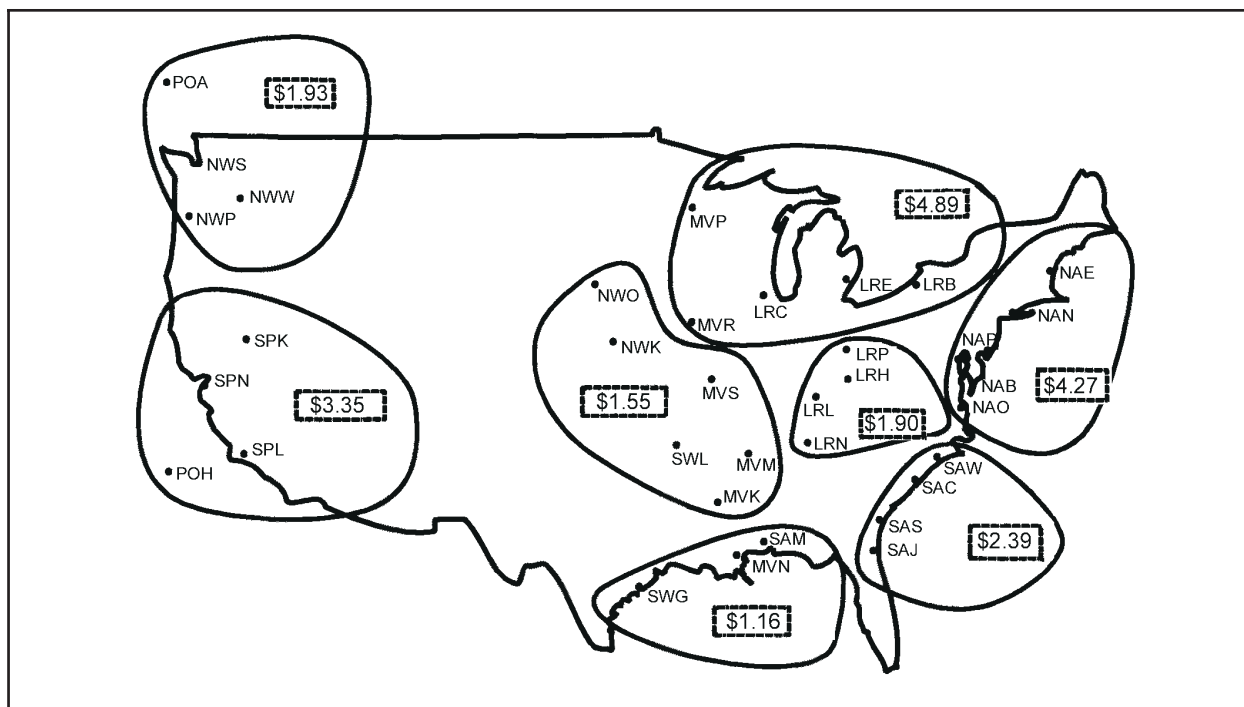 POA
$1.93
NWS
NWW
NWP
MVP
$4.89
LRE
LRB
LRC
MVR
NAE
NAN
NAP
NAB
$4.27
NAO
NWO
NWK
MVS
$1.55
SWL
MVM
MVK
SPK
SPN
$3.35
SPL
POH
LRP
LRH
LRL
$1.90
LRN
SAW
SAC
SAS
$2.39
SAJ
SAM
MVN
SWG
$1.16